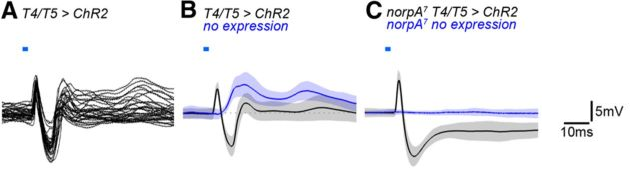 A T4/T5 > ChR2
B T4/T5 > ChR2
no expression
C norpA⁷ T4/T5 > ChR2
norpA⁷ no expression
5mV
10ms